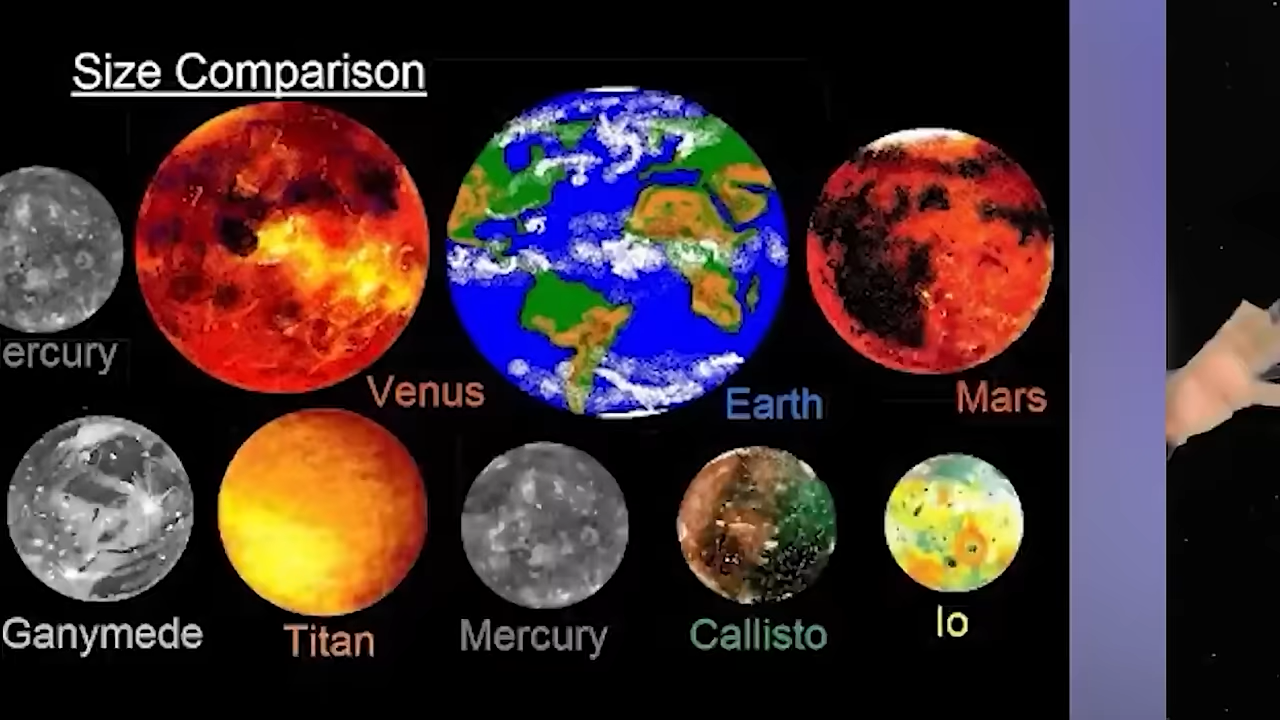 Size Comparison
ercury
Venus
Earth
Mars
Ganymede
Titan
Mercury
Callisto
Io